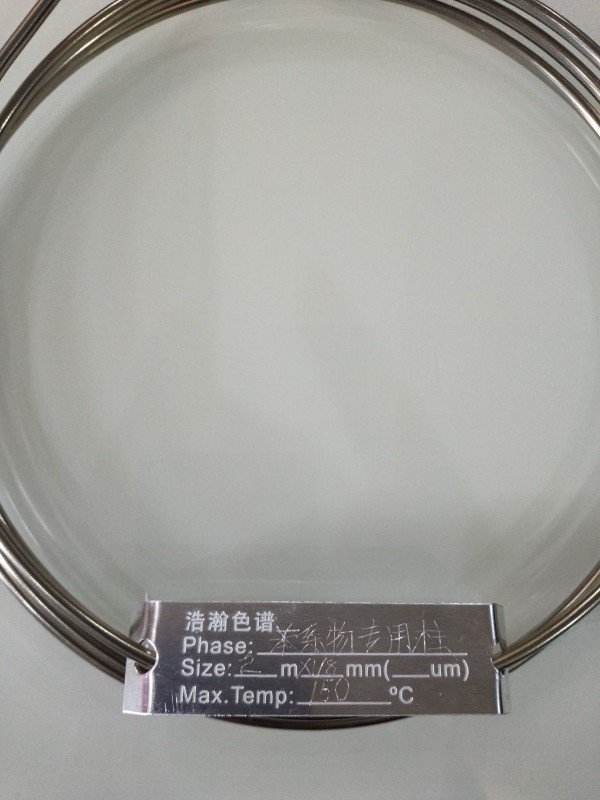 浩瀚色谱
Phase: 苯系物专用柱
Size: 2 m X1/8 mm( um)
Max.Temp: 150 ºC